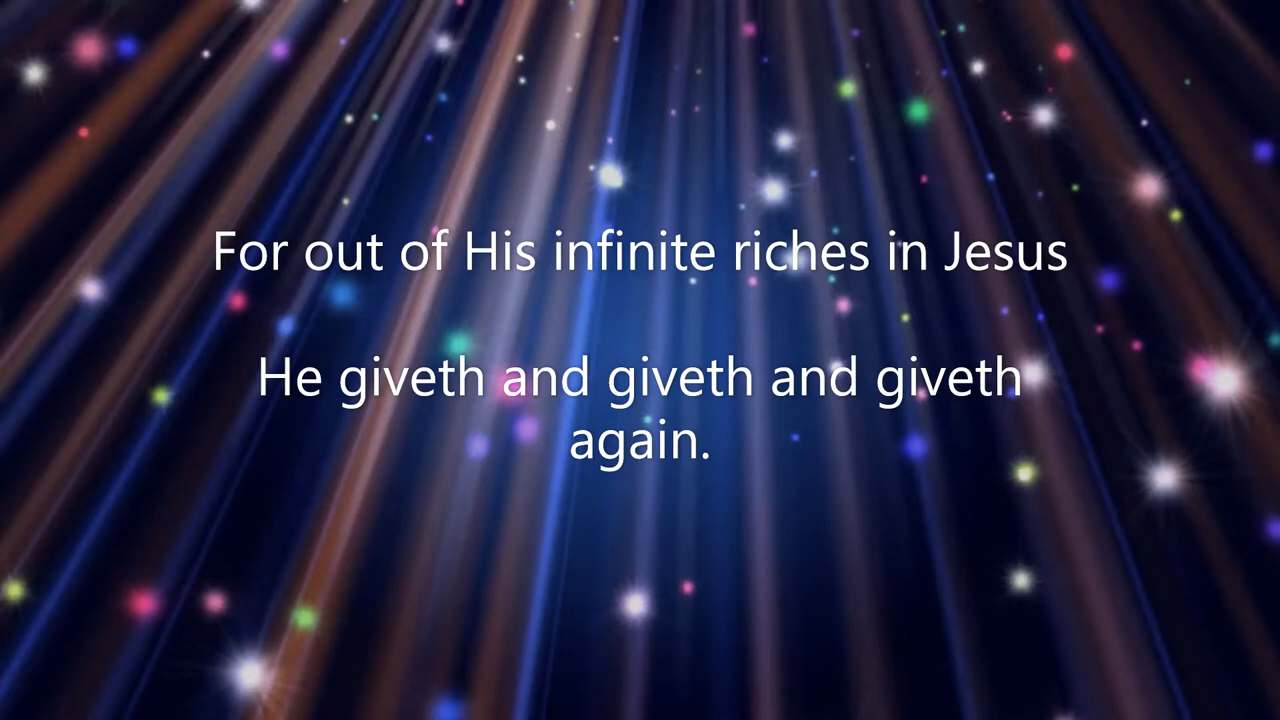 For out of His infinite riches in Jesus
He giveth and giveth and giveth
again.